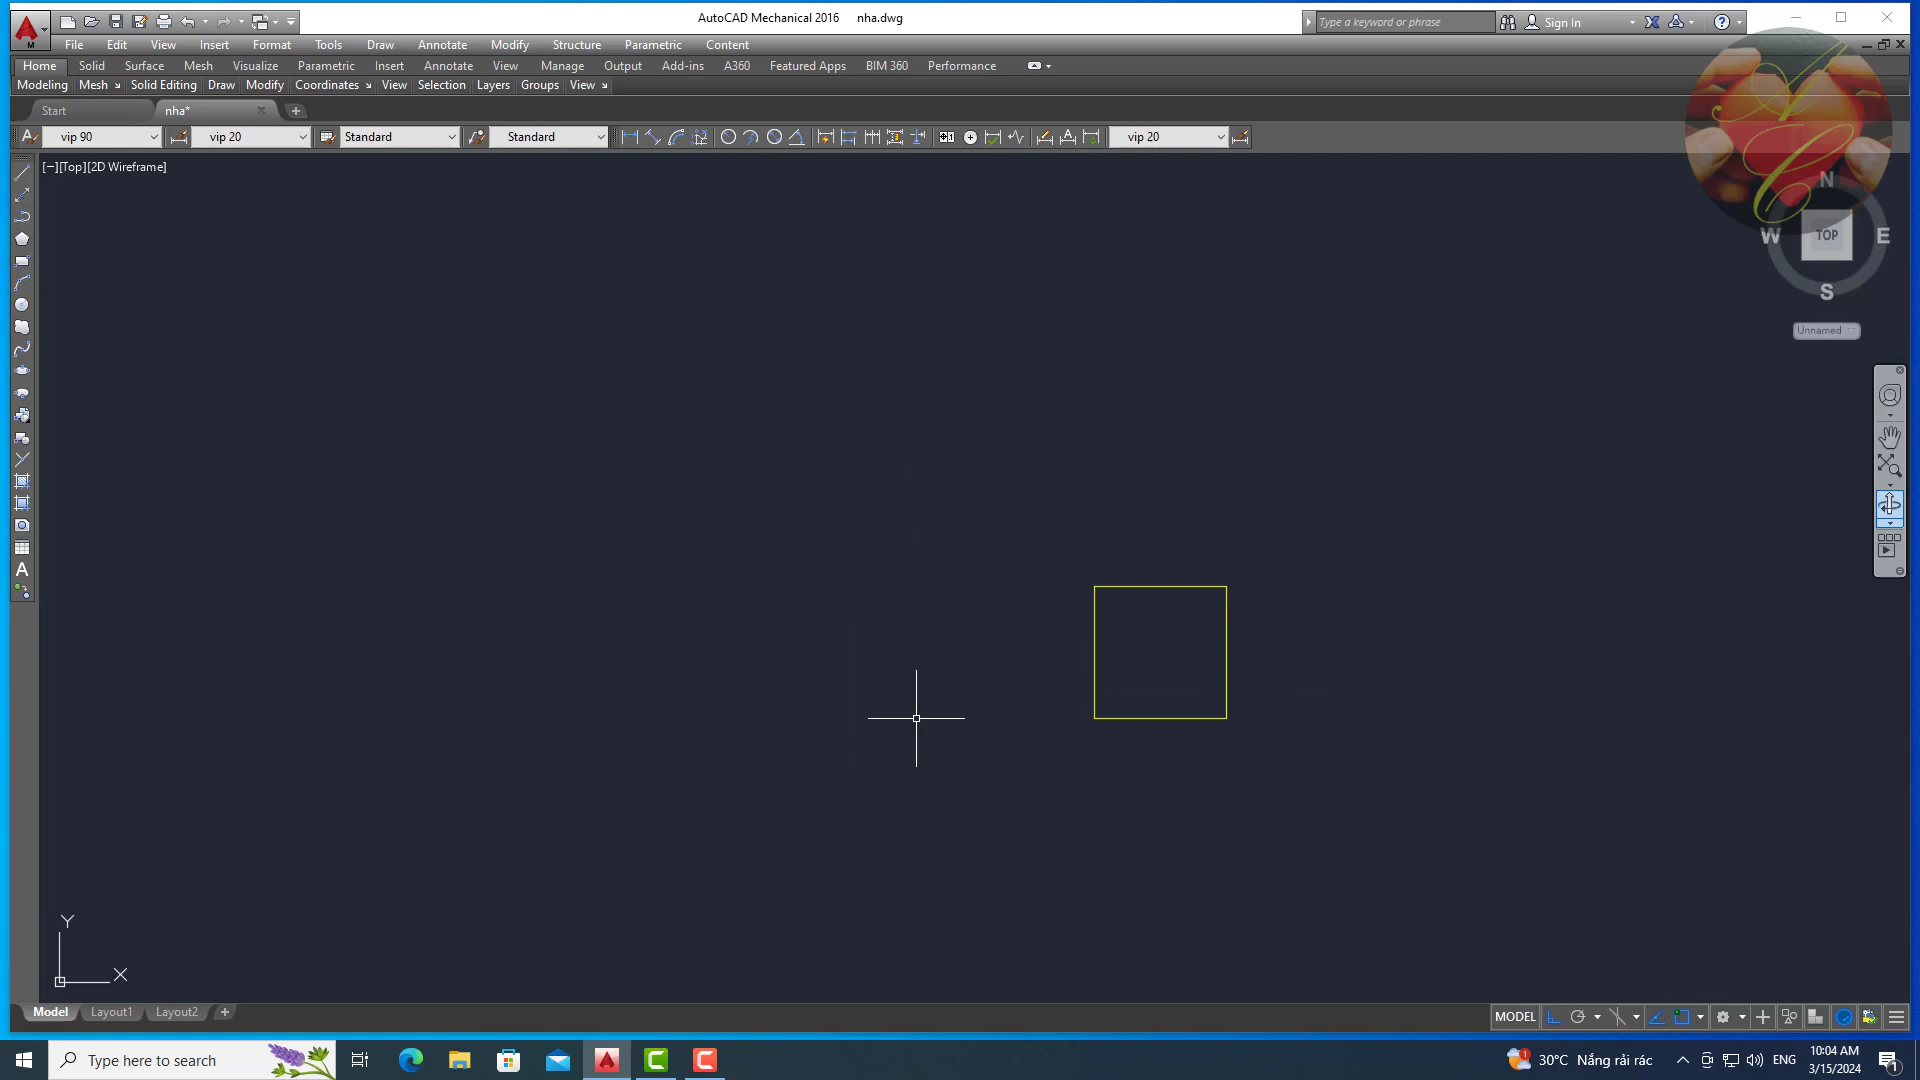 AutoCAD Mechanical 2016 nha.dwg
Type a keyword or phrase
Sign In
M
File Edit View Insert Format Tools Draw Annotate Modify Structure Parametric Content
Home Solid Surface Mesh Visualize Parametric Insert Annotate View Manage Output Add-ins A360 Featured Apps BIM 360 Performance
Modeling Mesh Solid Editing Draw Modify Coordinates View Selection Layers Groups View
Start nha*
vip 90 vip 20 Standard Standard vip 20
[−][Top][2D Wireframe]
N
W TOP E
S
Unnamed
A
Y
X
Model Layout1 Layout2
MODEL
Type here to search
30°C Nắng rải rác
ENG
10:04 AM
3/15/2024
1